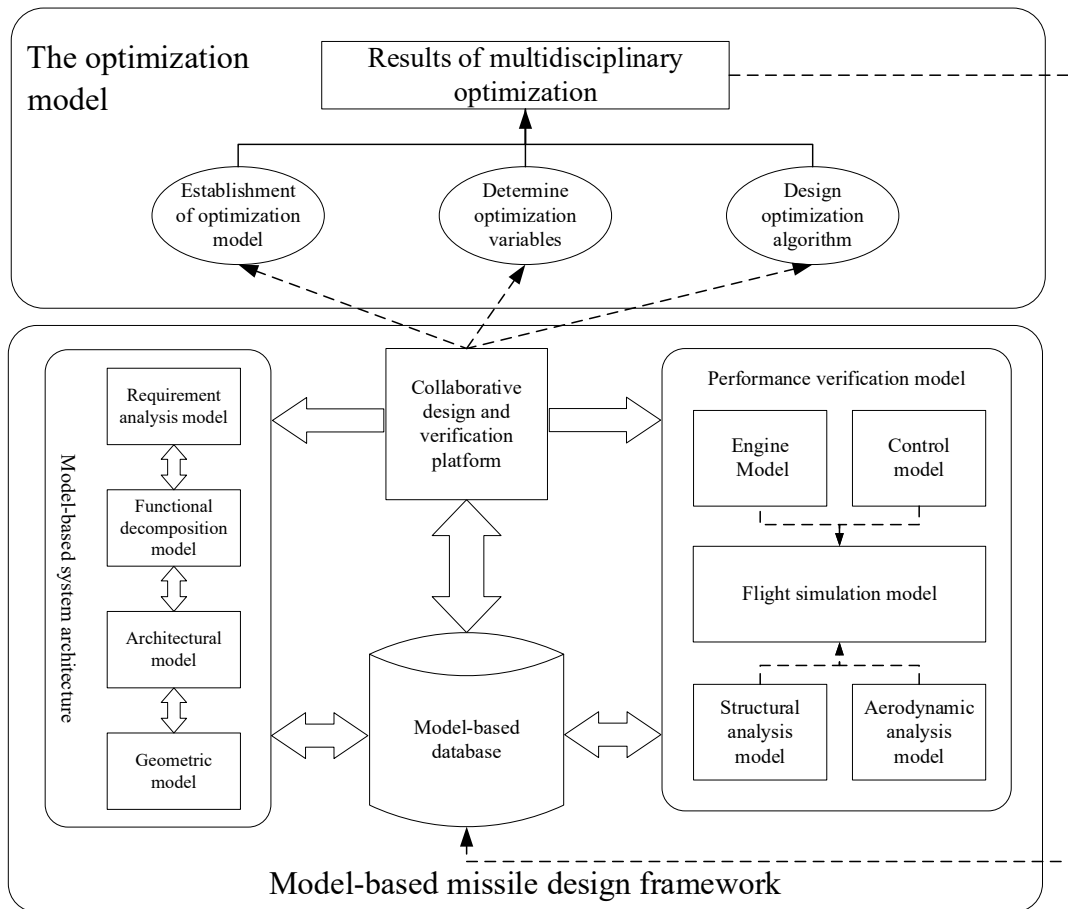 The optimization
model
Results of multidisciplinary
optimization
Establishment
of optimization
model
Determine
optimization
variables
Design
optimization
algorithm
Model-based system architecture
Requirement
analysis model
Functional
decomposition
model
Architectural
model
Geometric
model
Collaborative
design and
verification
platform
Model-based
database
Performance verification model
Engine
Model
Control
model
Flight simulation model
Structural
analysis
model
Aerodynamic
analysis
model
Model-based missile design framework